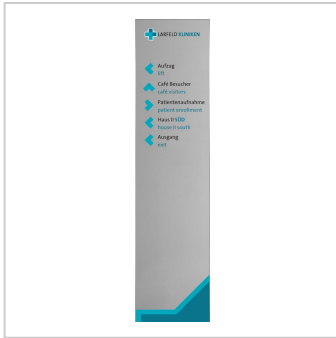 LARFELD KLINIKEN
Aufzug
lift
Café Besucher
café visitors
Patientenaufnahme
patient enrollment
Haus II SÜD
house II south
Ausgang
exit